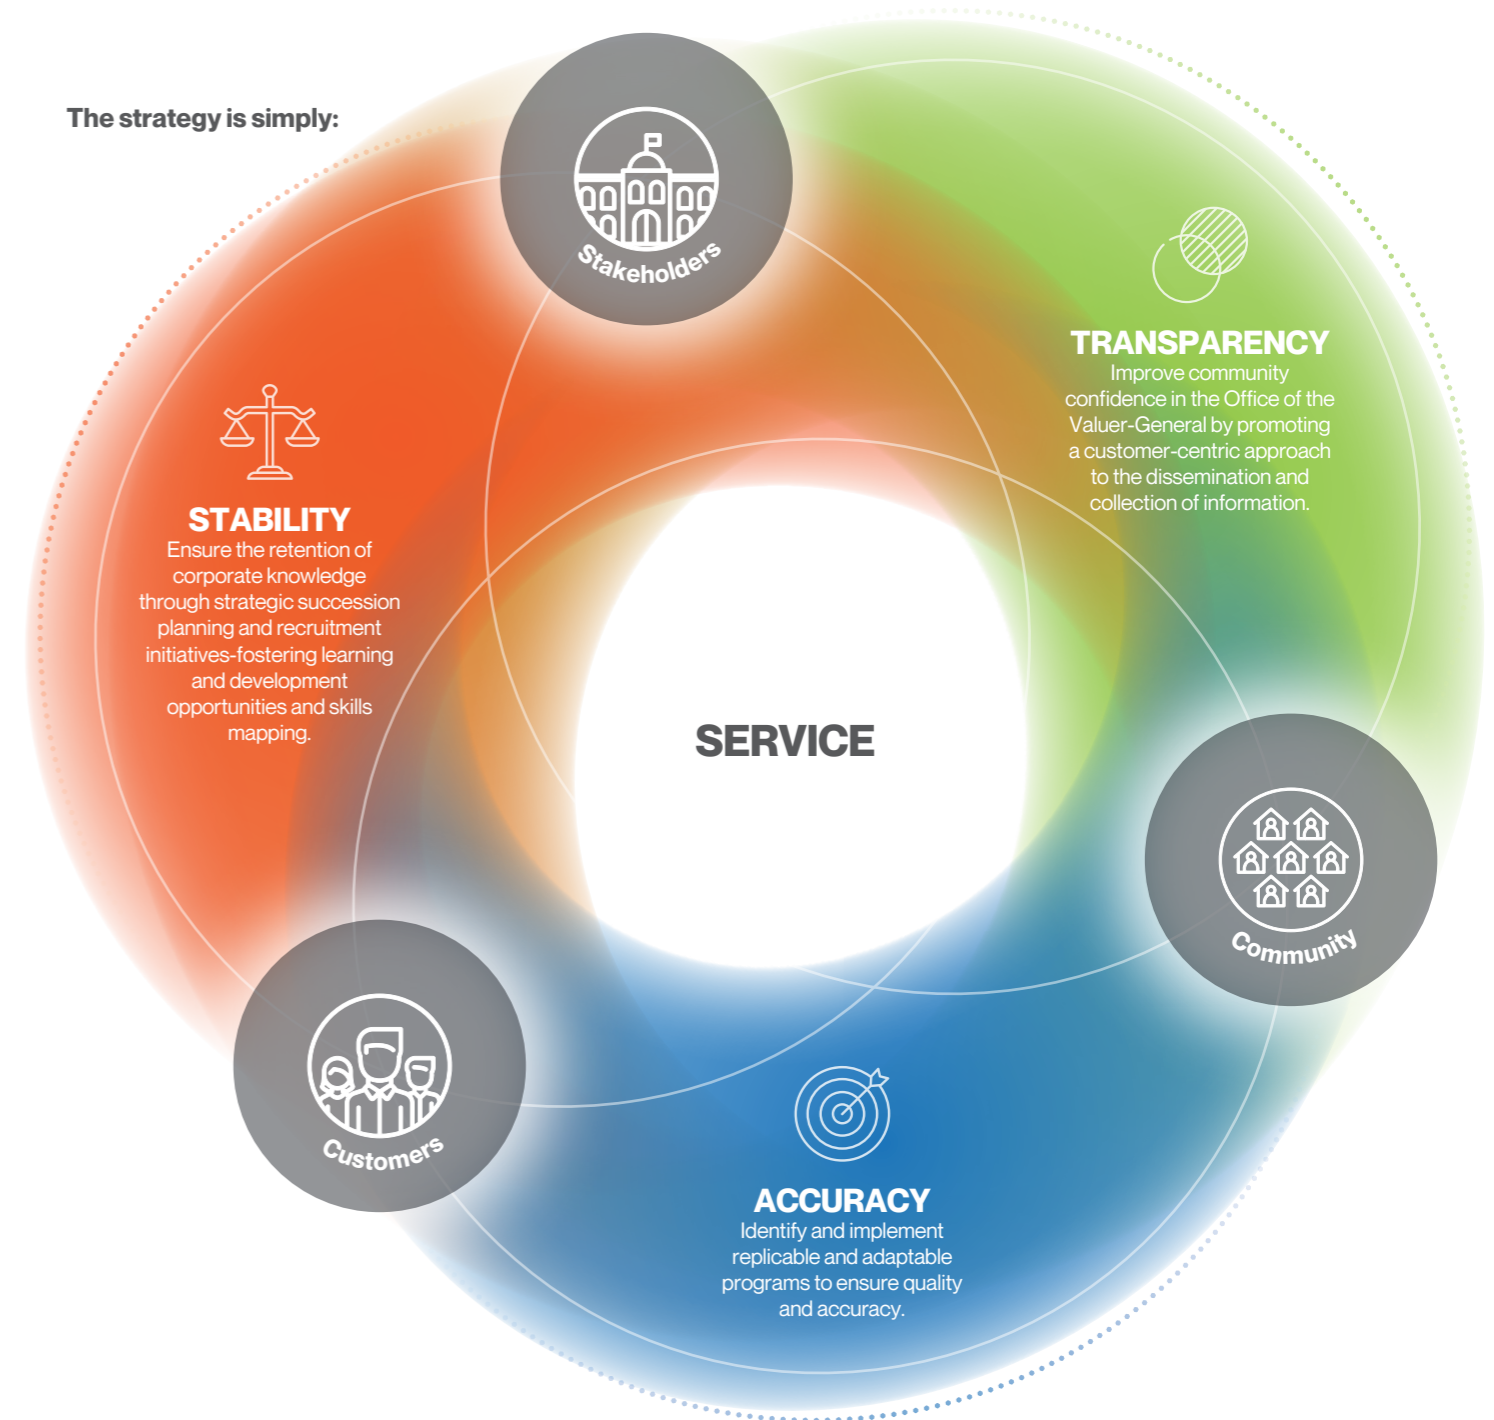 The strategy is simply:
Stakeholders
TRANSPARENCY
Improve community
confidence in the Office of the
Valuer-General by promoting
a customer-centric approach
to the dissemination and
collection of information.
STABILITY
Ensure the retention of
corporate knowledge
through strategic succession
planning and recruitment
initiatives-fostering learning
and development
opportunities and skills
mapping.
SERVICE
Community
Customers
ACCURACY
Identify and implement
replicable and adaptable
programs to ensure quality
and accuracy.